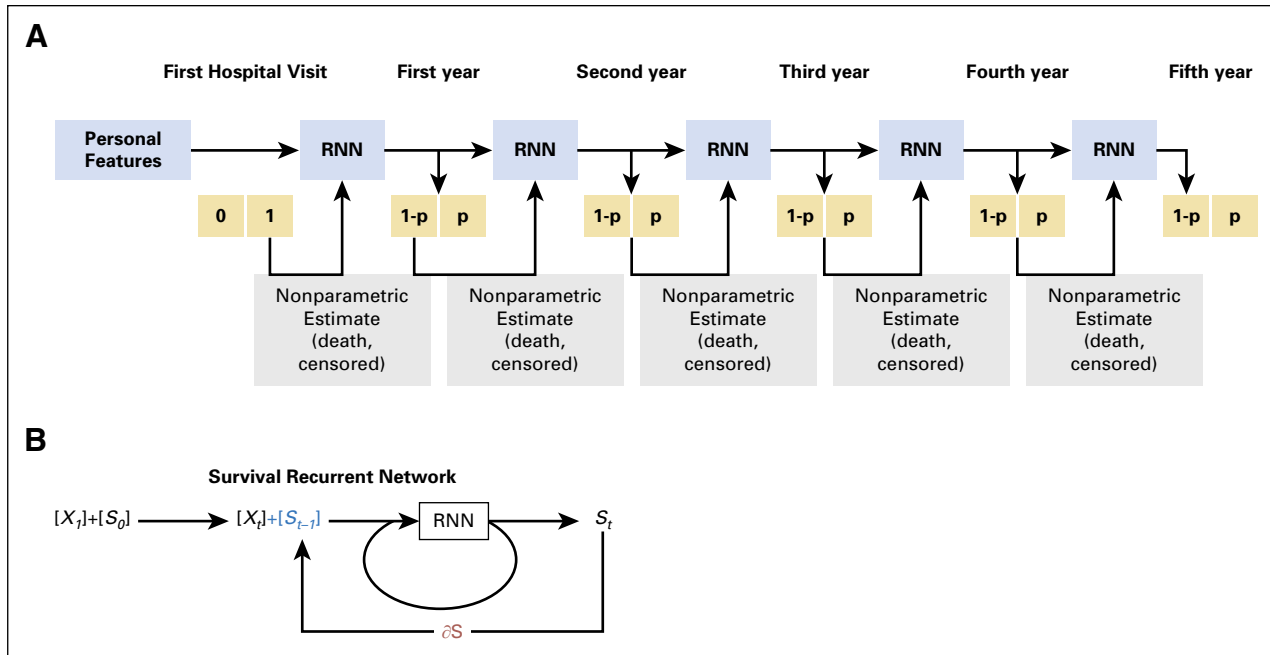 A
First Hospital Visit
First year
Second year
Third year
Fourth year
Fifth year
Personal
Features
RNN
RNN
RNN
RNN
RNN
0 1
1-p p
1-p p
1-p p
1-p p
1-p p
Nonparametric
Estimate
(death,
censored)
Nonparametric
Estimate
(death,
censored)
Nonparametric
Estimate
(death,
censored)
Nonparametric
Estimate
(death,
censored)
Nonparametric
Estimate
(death,
censored)
B
Survival Recurrent Network
[X₁]+[S₀]
[Xₜ]+[Sₜ₋₁]
RNN
Sₜ
∂S